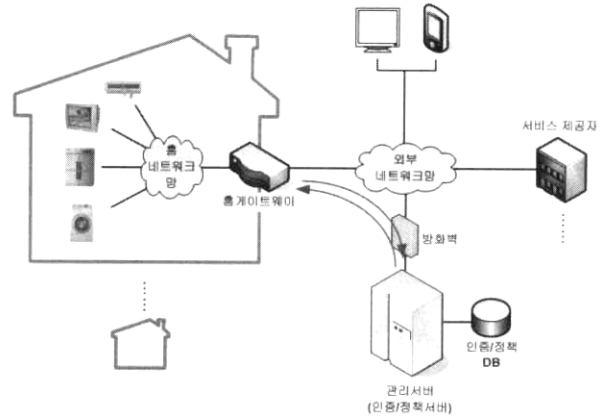 홈
네트워크
망
홈게이트웨이
외부
네트워크망
서비스 제공자
방화벽
인증/정책
DB
관리서버
(인증/정책서버)